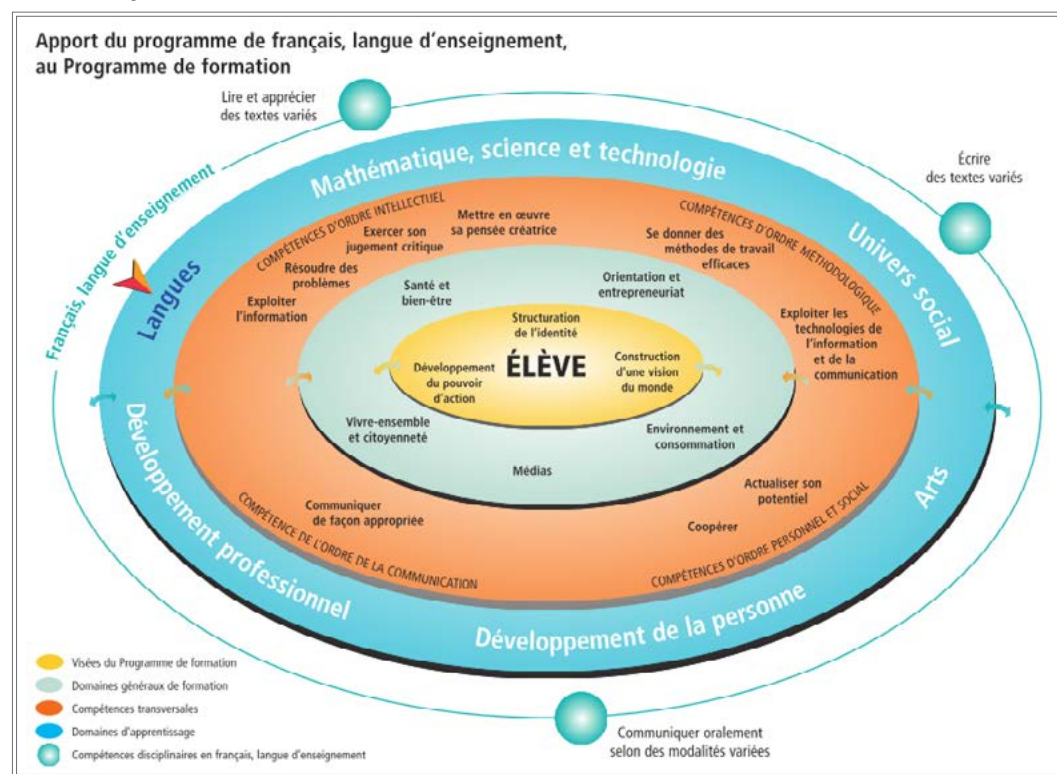 Apport du programme de français, langue d'enseignement,
au Programme de formation
Lire et apprécier
des textes variés
Écrire
des textes variés
Français, langue d'enseignement
Mathématique, science et technologie
Langues
Univers social
Arts
Développement professionnel
Développement de la personne
COMPÉTENCES D'ORDRE INTELLECTUEL
Exploiter
l'information
Résoudre des
problèmes
Exercer son
jugement critique
Mettre en œuvre
sa pensée créatrice
COMPÉTENCES D'ORDRE MÉTHODOLOGIQUE
Se donner des
méthodes de travail
efficaces
Exploiter les
technologies de
l'information
et de la
communication
Santé et
bien-être
Orientation et
entrepreneuriat
Structuration
de l'identité
ÉLÈVE
Développement
du pouvoir
d'action
Construction
d'une vision
du monde
Vivre-ensemble
et citoyenneté
Environnement et
consommation
Médias
Communiquer
de façon appropriée
COMPÉTENCE DE L'ORDRE DE LA COMMUNICATION
Actualiser son
potentiel
Coopérer
COMPÉTENCES D'ORDRE PERSONNEL ET SOCIAL
Visées du Programme de formation
Domaines généraux de formation
Compétences transversales
Domaines d'apprentissage
Compétences disciplinaires en français, langue d'enseignement
Communiquer oralement
selon des modalités variées